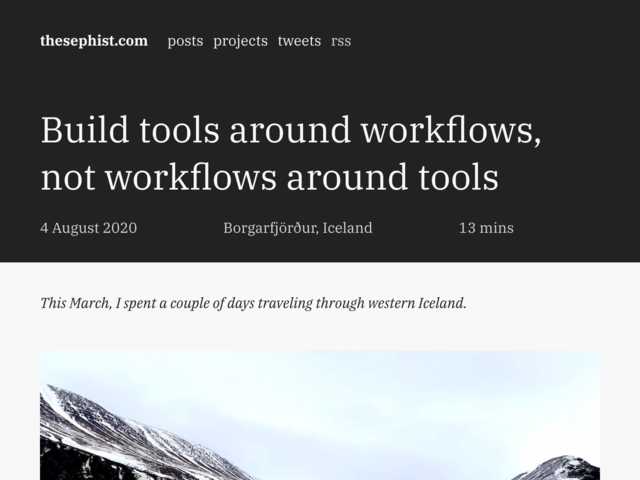 thesephist.com posts projects tweets rss
Build tools around workflows,
not workflows around tools
4 August 2020 Borgarfjörður, Iceland 13 mins
This March, I spent a couple of days traveling through western Iceland.